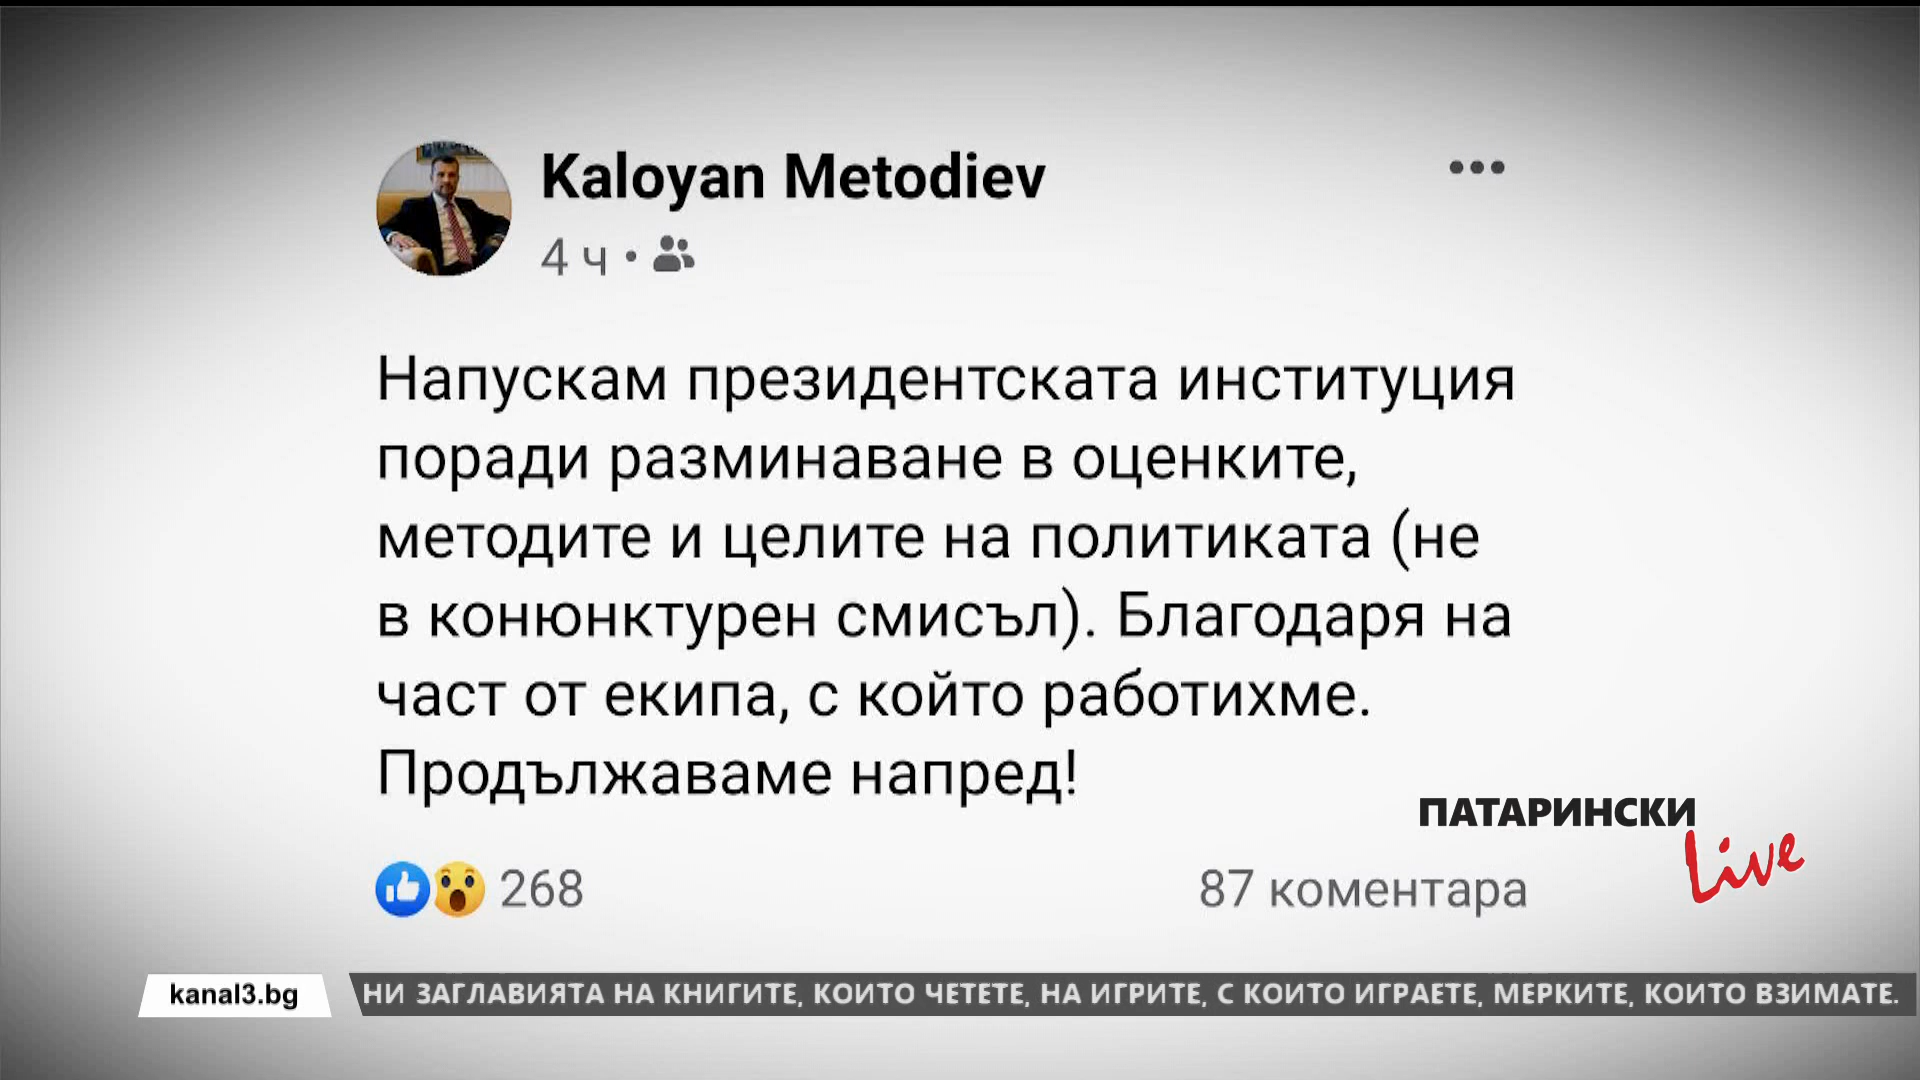 Kaloyan Metodiev
4 ч •
Напускам президентската институция
поради разминаване в оценките,
методите и целите на политиката (не
в конюнктурен смисъл). Благодаря на
част от екипа, с който работихме.
Продължаваме напред!
268
87 коментара
ПАТАРИНСКИ
Live
kanal3.bg
НИ ЗАГЛАВИЯТА НА КНИГИТЕ, КОИТО ЧЕТЕТЕ, НА ИГРИТЕ, С КОИТО ИГРАЕТЕ, МЕРКИТЕ, КОИТО ВЗИМАТЕ.